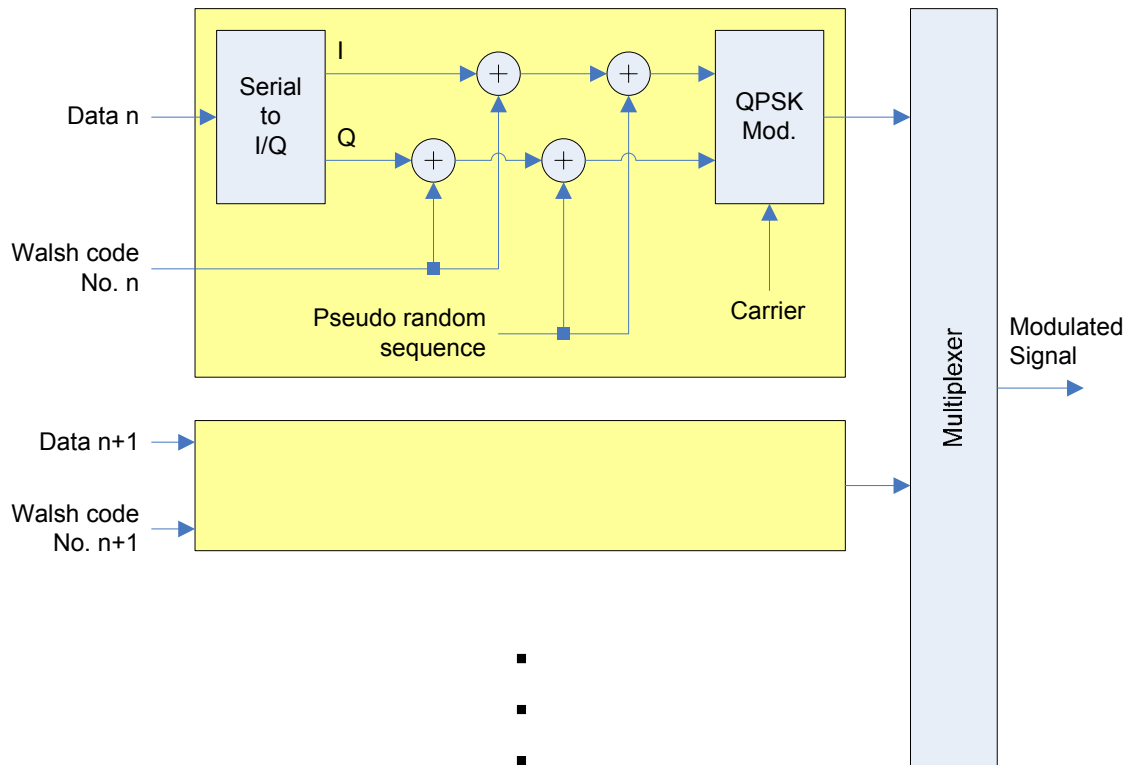 I
Serial
to
I/Q
+
+
QPSK
Mod.
Data n
Q
+
+
Walsh code
No. n
Pseudo random
sequence
Carrier
Modulated
Signal
Multiplexer
Data n+1
Walsh code
No. n+1